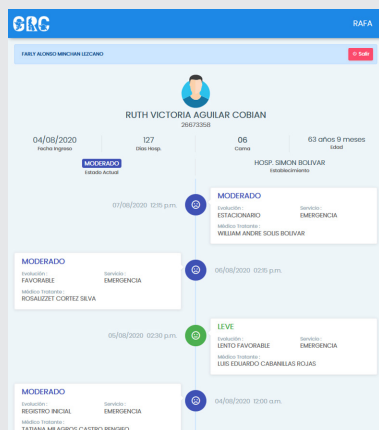 GRC
RAFA
FARLY ALONSO MINCHAN LEZCANO
Salir
RUTH VICTORIA AGUILAR COBIAN
26673358
04/08/2020
Fecha Ingreso
127
Días Hosp.
06
Cama
63 años 9 meses
Edad
MODERADO
Estado Actual
HOSP. SIMON BOLIVAR
Establecimiento
07/08/2020 12:15 p.m.
MODERADO
Evolución :
Servicio :
ESTACIONARIO
EMERGENCIA
Médico Tratante :
WILLIAM ANDRE SOLIS BOLIVAR
MODERADO
Evolución :
Servicio :
FAVORABLE
EMERGENCIA
Médico Tratante :
ROSALIZZET CORTEZ SILVA
06/08/2020 02:15 p.m.
05/08/2020 02:30 p.m.
LEVE
Evolución :
Servicio :
LENTO FAVORABLE
EMERGENCIA
Médico Tratante :
LUIS EDUARDO CABANILLAS ROJAS
MODERADO
Evolución :
Servicio :
REGISTRO INICIAL
EMERGENCIA
Médico Tratante :
TATIANA MILAGROS CASTRO RENGIFO
04/08/2020 12:00 a.m.